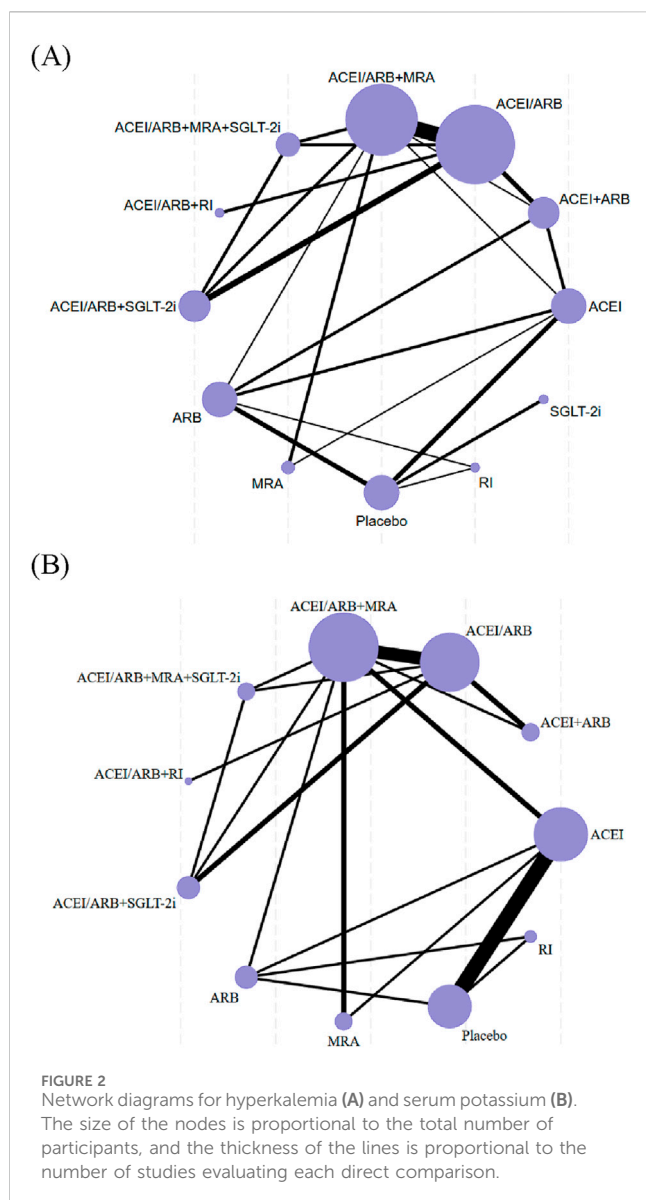 (A)
ACEI/ARB+MRA
ACEI/ARB
ACEI/ARB+MRA+SGLT-2i
ACEI/ARB+RI
ACEI+ARB
ACEI/ARB+SGLT-2i
ACEI
ARB
SGLT-2i
MRA
RI
Placebo
(B)
ACEI/ARB+MRA
ACEI/ARB
ACEI/ARB+MRA+SGLT-2i
ACEI+ARB
ACEI/ARB+RI
ACEI
ACEI/ARB+SGLT-2i
RI
ARB
MRA
Placebo
FIGURE 2
Network diagrams for hyperkalemia (A) and serum potassium (B).
The size of the nodes is proportional to the total number of
participants, and the thickness of the lines is proportional to the
number of studies evaluating each direct comparison.